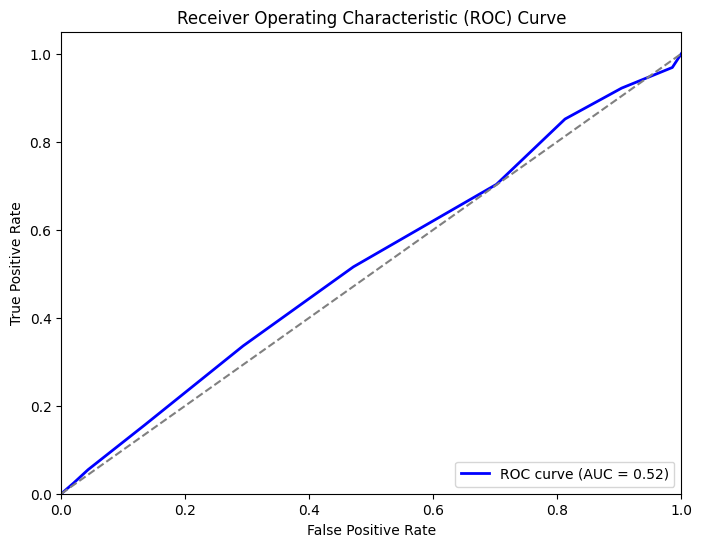 Receiver Operating Characteristic (ROC) Curve
1.0
0.8
0.6
0.4
0.2
0.0
True Positive Rate
ROC curve (AUC = 0.52)
0.0 0.2 0.4 0.6 0.8 1.0
False Positive Rate